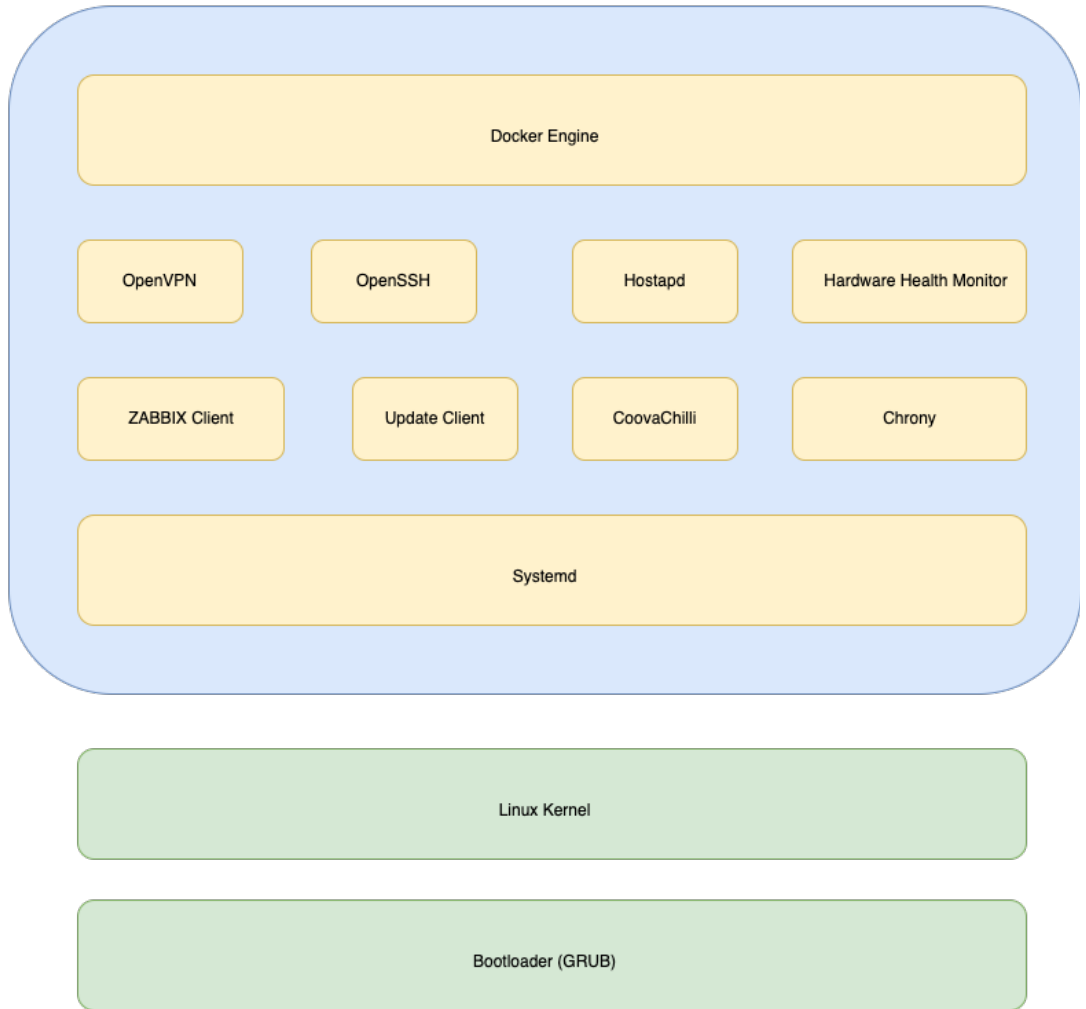 Docker Engine
OpenVPN
OpenSSH
Hostapd
Hardware Health Monitor
ZABBIX Client
Update Client
CoovaChilli
Chrony
Systemd
Linux Kernel
Bootloader (GRUB)